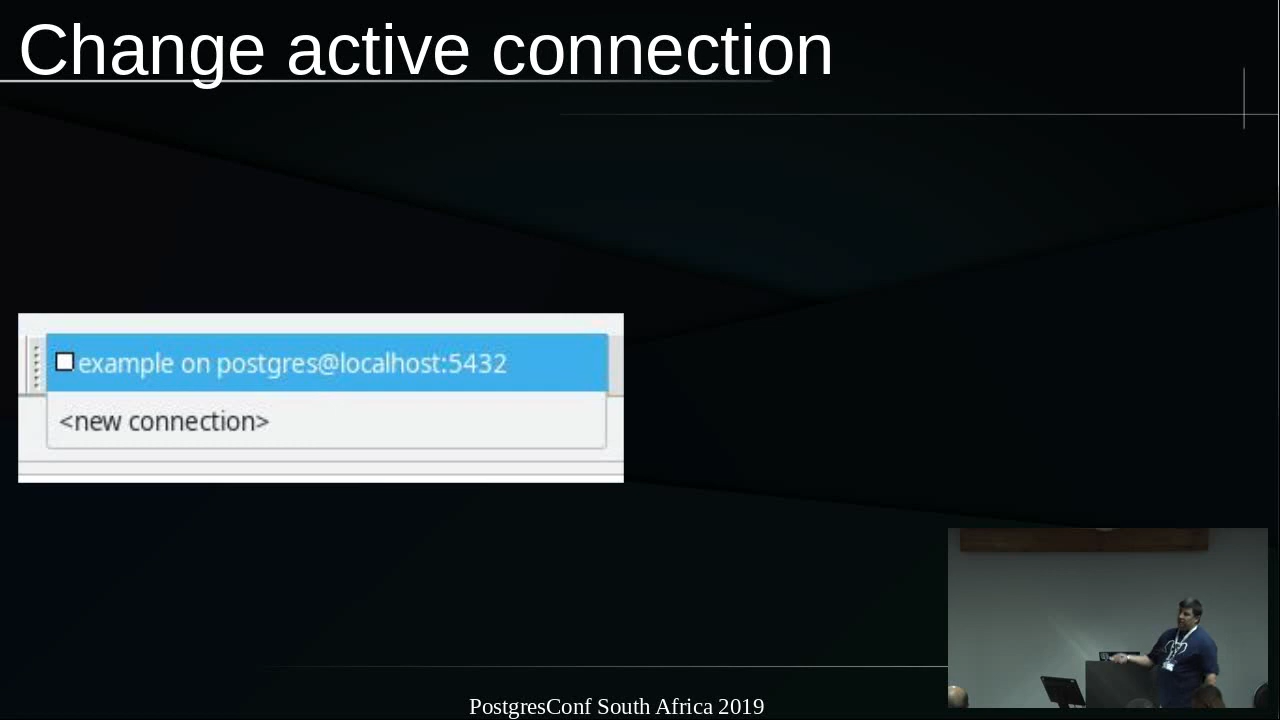 Change active connection
example on postgres@localhost:5432
<new connection>
PostgresConf South Africa 2019